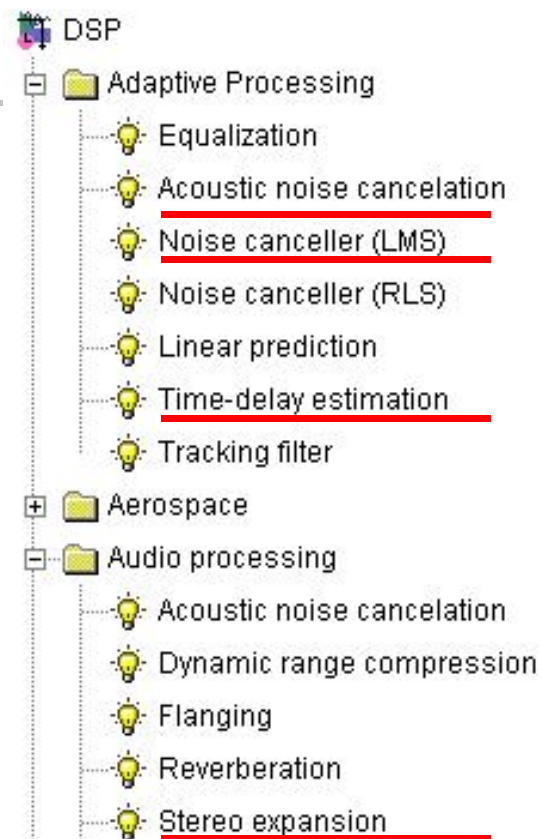 DSP
Adaptive Processing
Equalization
Acoustic noise cancelation
Noise canceller (LMS)
Noise canceller (RLS)
Linear prediction
Time-delay estimation
Tracking filter
Aerospace
Audio processing
Acoustic noise cancelation
Dynamic range compression
Flanging
Reverberation
Stereo expansion